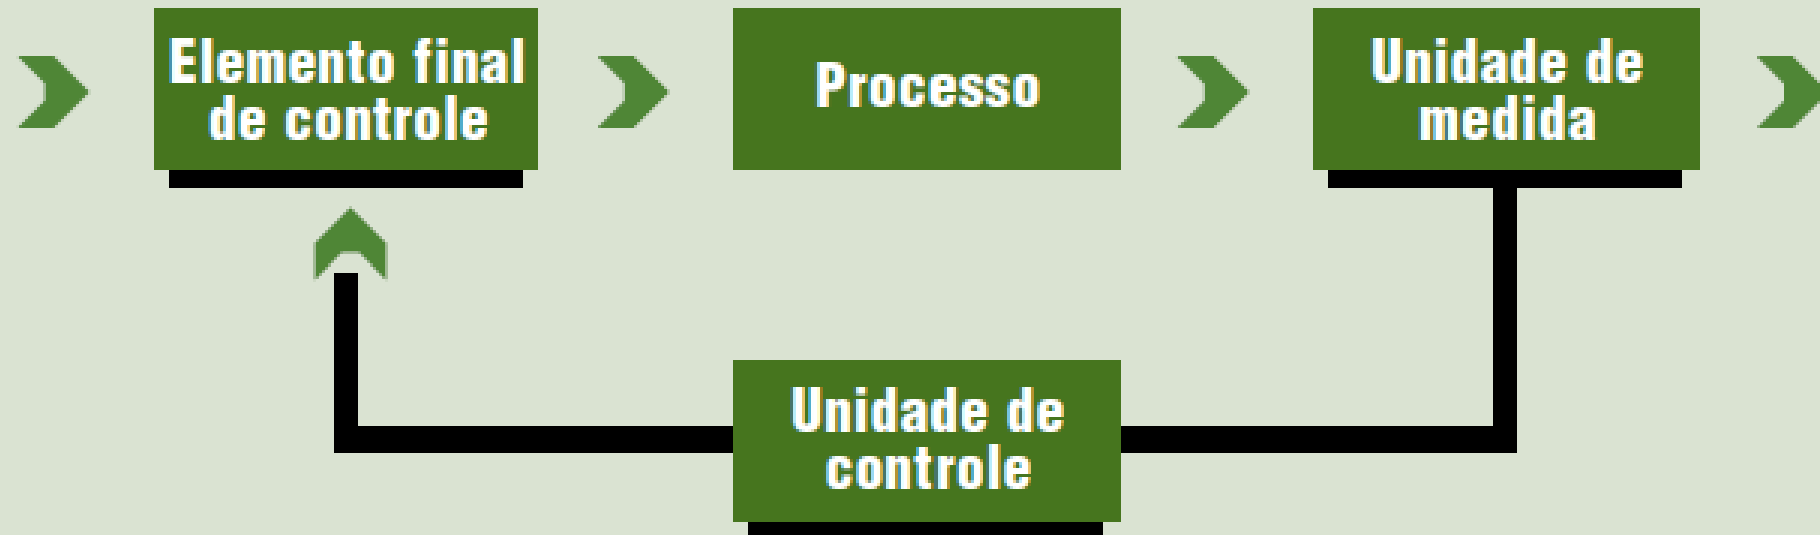 Elemento final
de controle
Processo
Unidade de
medida
Unidade de
controle